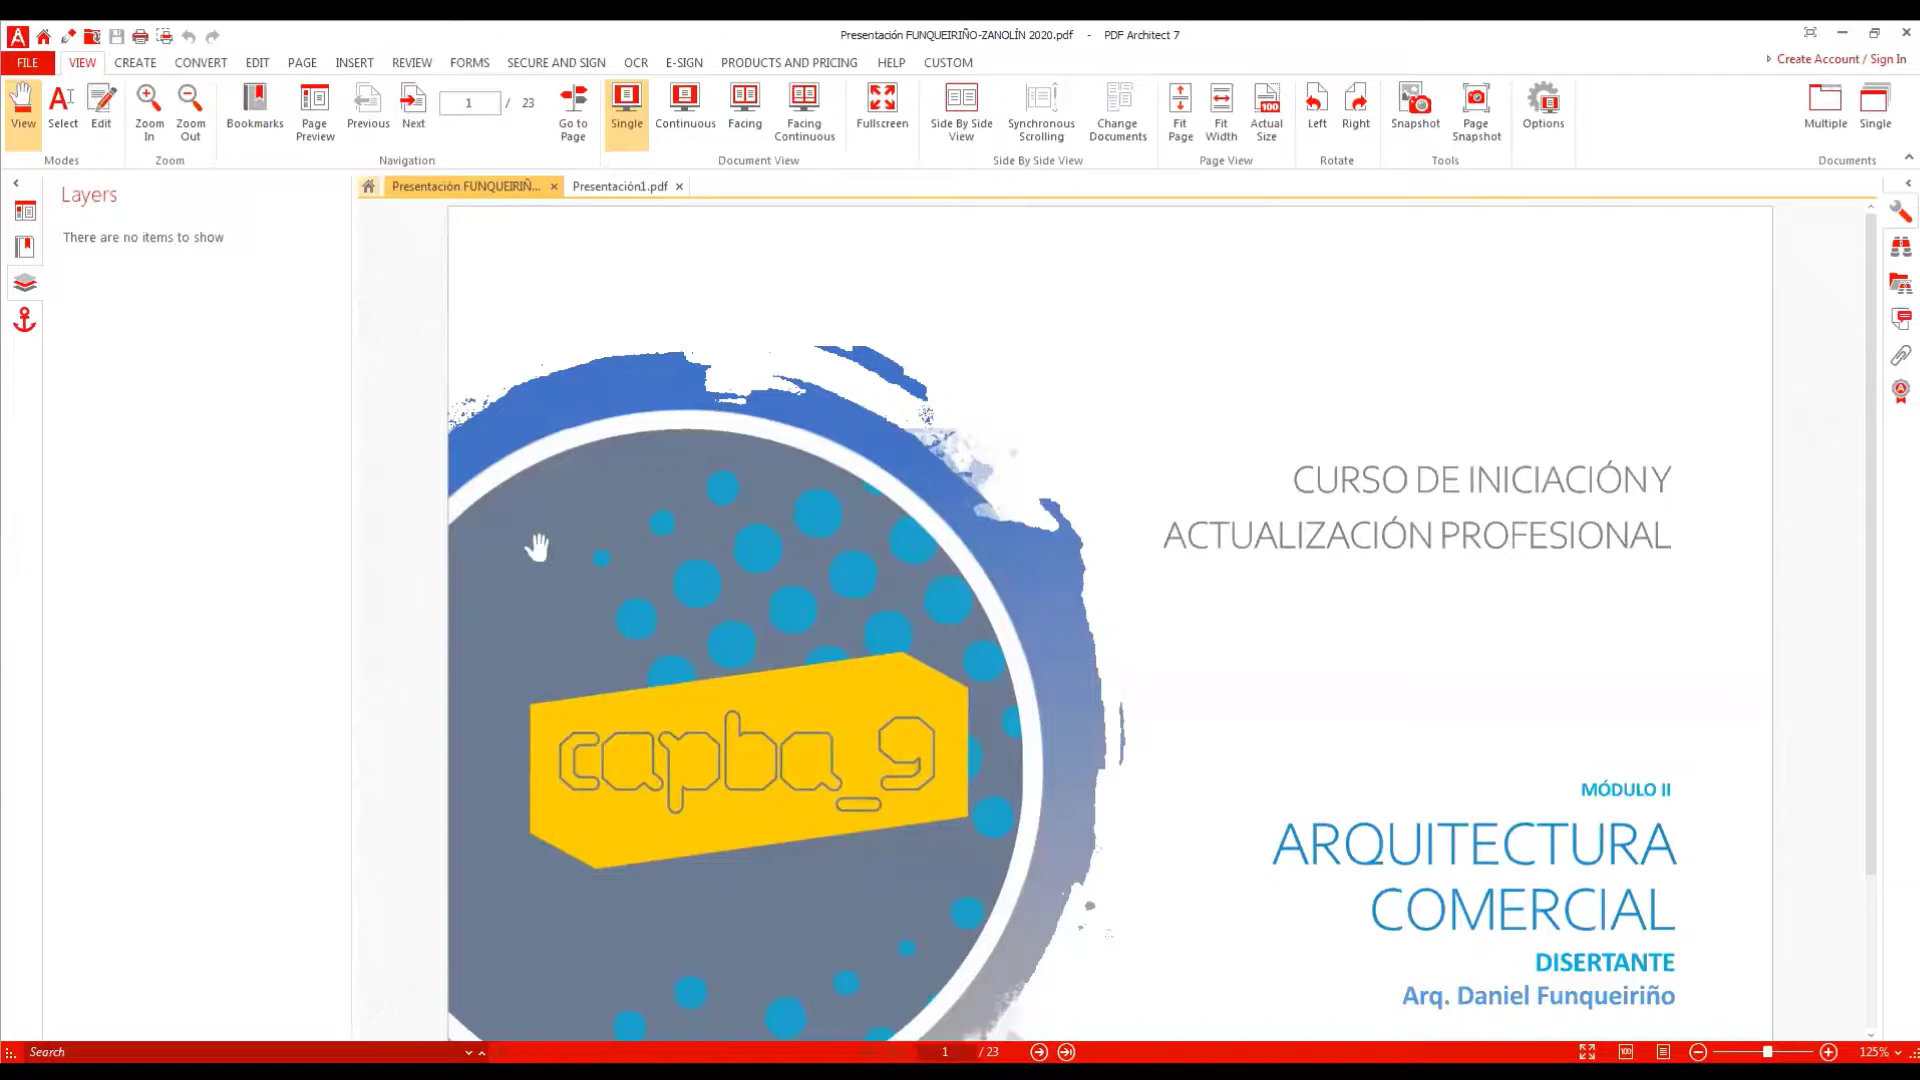 Presentación FUNQUEIRIÑO-ZANOLÍN 2020.pdf - PDF Architect 7
FILE VIEW CREATE CONVERT EDIT PAGE INSERT REVIEW FORMS SECURE AND SIGN OCR E-SIGN PRODUCTS AND PRICING HELP CUSTOM Create Account / Sign In
View Select Edit Zoom In Zoom Out Bookmarks Page Preview Previous Next 1 / 23 Go to Page Single Continuous Facing Facing Continuous Fullscreen Side By Side View Synchronous Scrolling Change Documents Fit Page Fit Width 100 Actual Size Left Right Snapshot Page Snapshot Options Multiple Single
Modes Zoom Navigation Document View Side By Side View Page View Rotate Tools Documents
Presentación FUNQUEIRIÑ... Presentación1.pdf
Layers
There are no items to show
CURSO DE INICIACIÓN Y
ACTUALIZACIÓN PROFESIONAL
capba_9
MÓDULO II
ARQUITECTURA
COMERCIAL
DISERTANTE
Arq. Daniel Funqueiriño
Search 1 / 23 100 125%